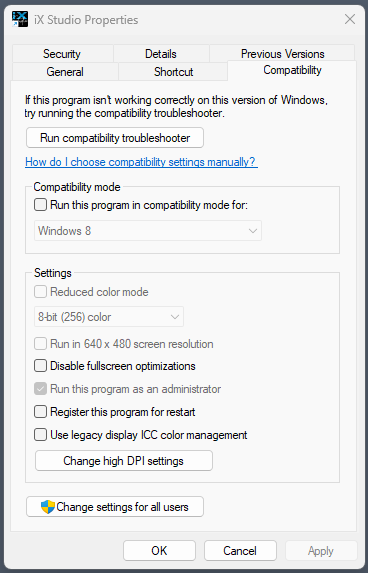 iX Studio Properties
Security Details Previous Versions
General Shortcut Compatibility
If this program isn't working correctly on this version of Windows,
try running the compatibility troubleshooter.
Run compatibility troubleshooter
How do I choose compatibility settings manually?
Compatibility mode
Run this program in compatibility mode for:
Windows 8
Settings
Reduced color mode
8-bit (256) color
Run in 640 x 480 screen resolution
Disable fullscreen optimizations
Run this program as an administrator
Register this program for restart
Use legacy display ICC color management
Change high DPI settings
Change settings for all users
OK Cancel Apply